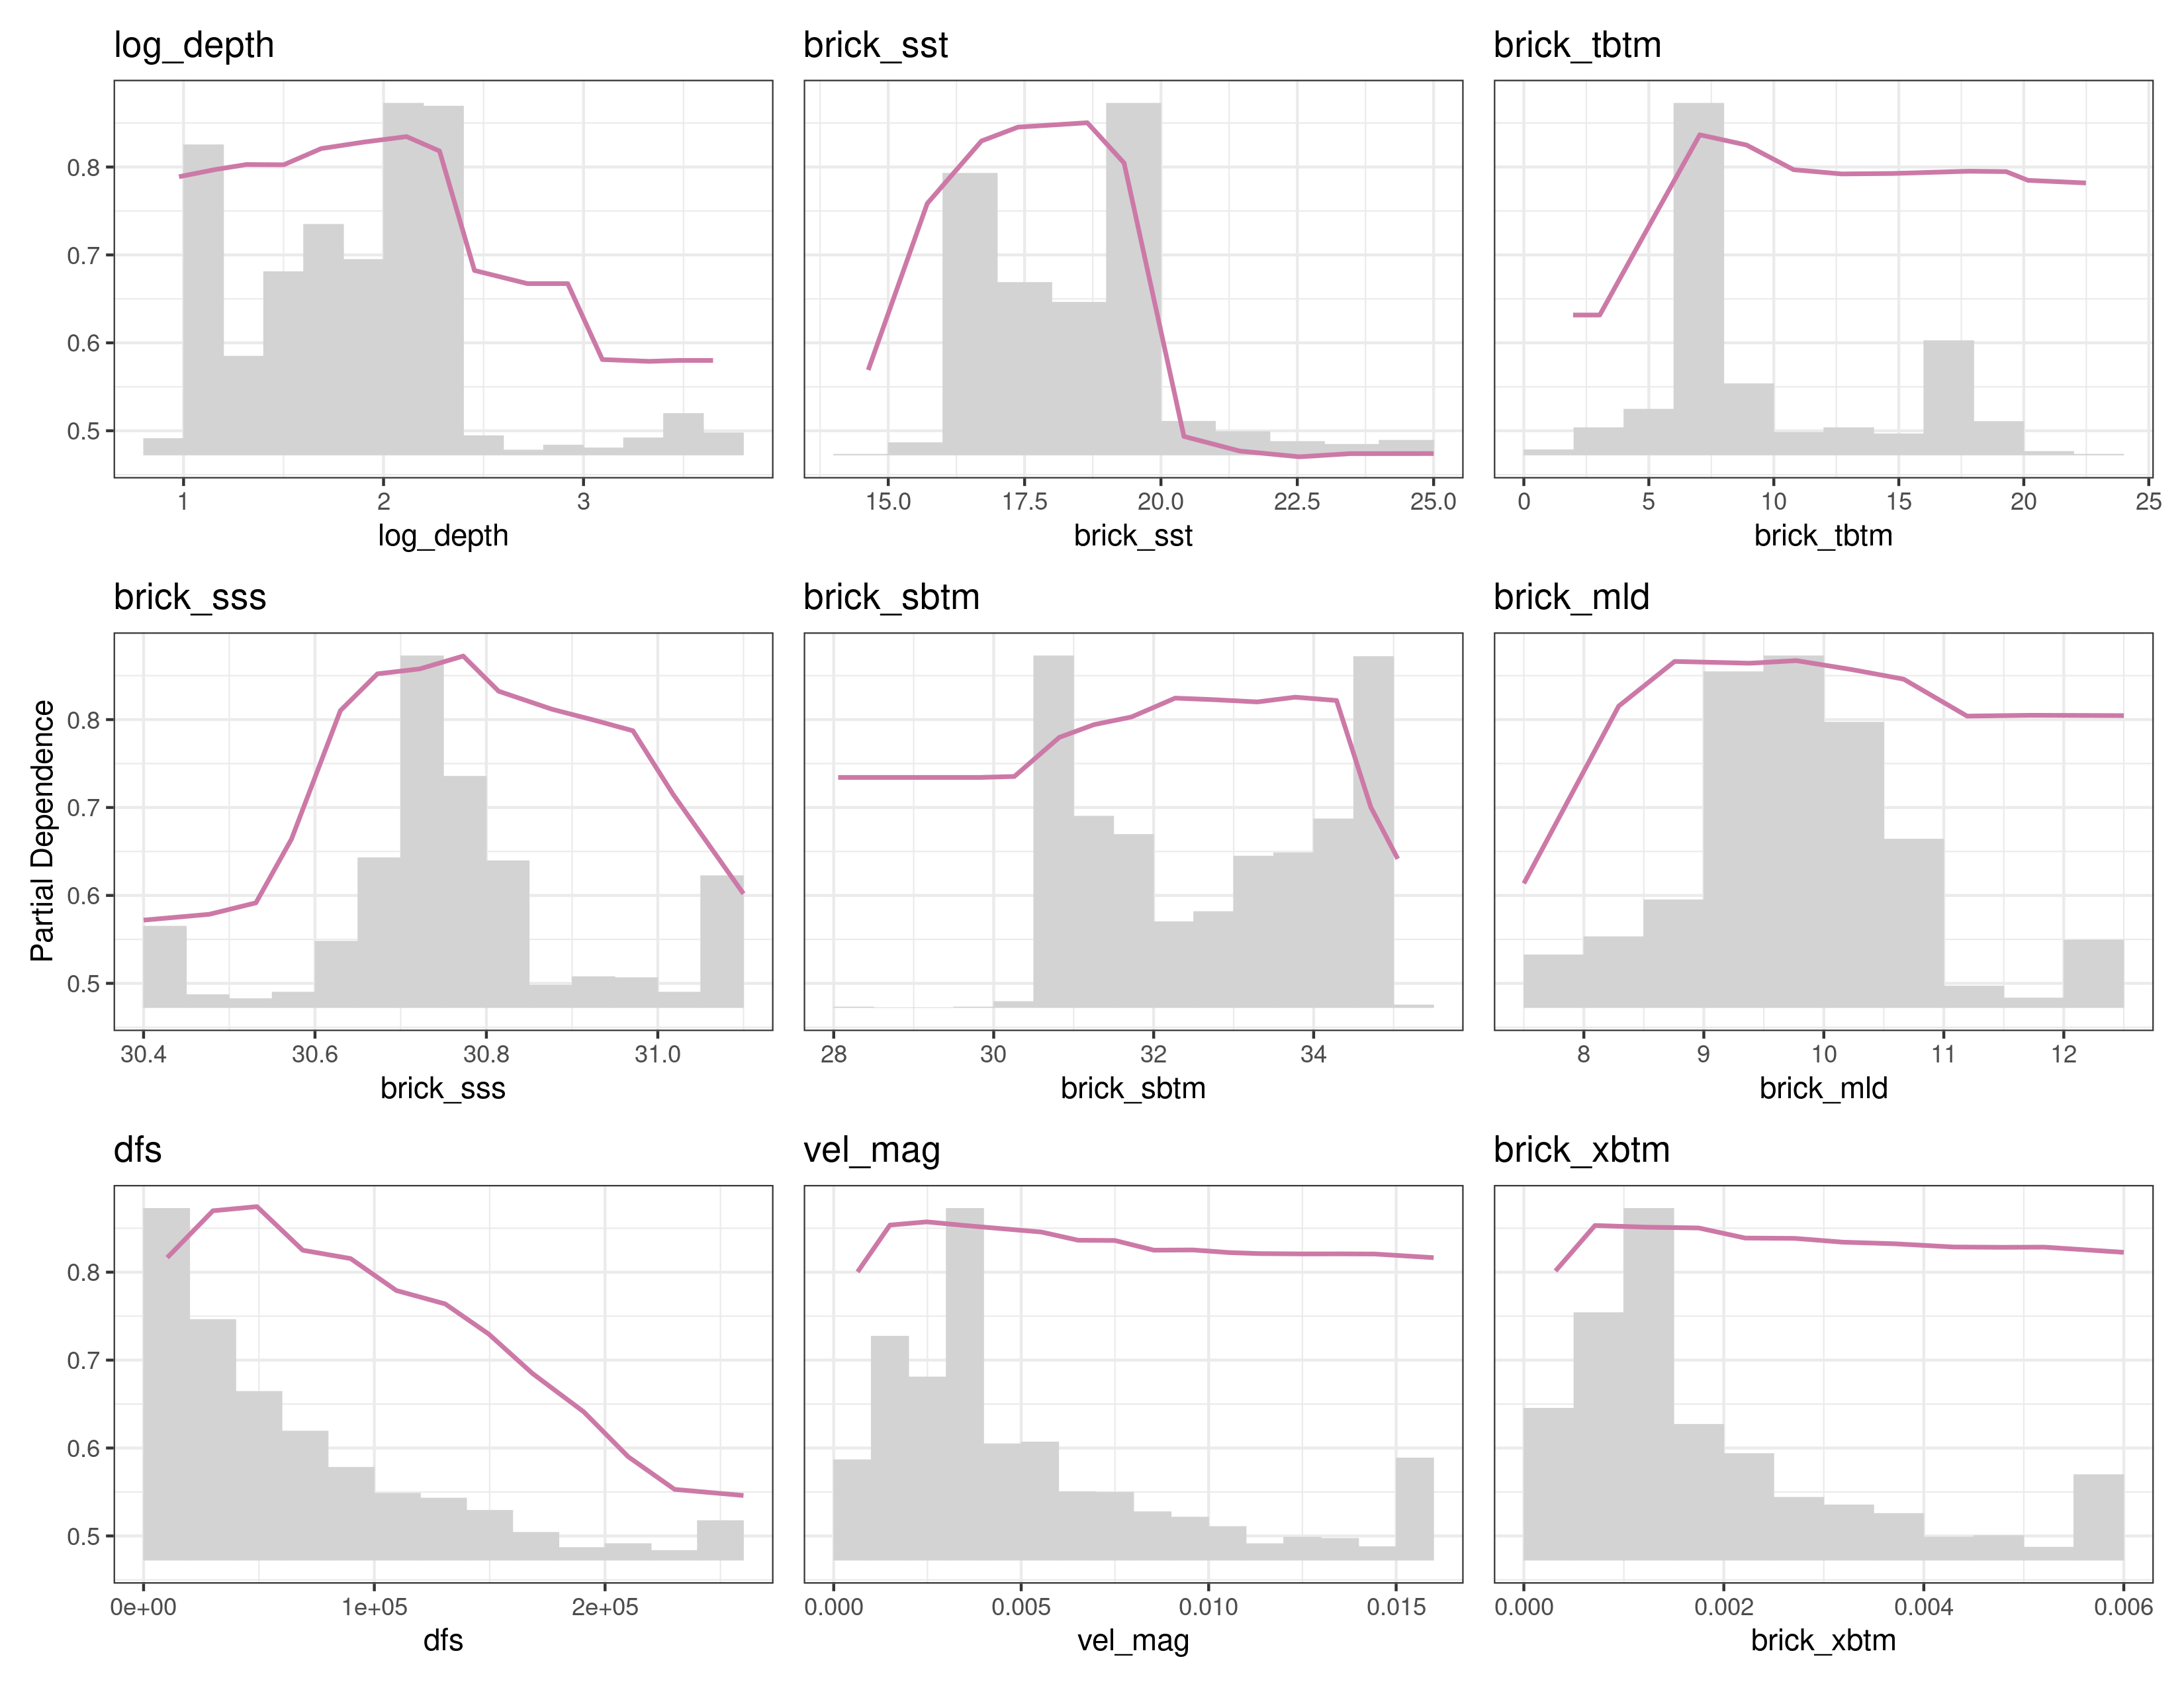 log_depth
brick_sst
brick_tbtm
0.8
0.7
0.6
0.5
1 2 3
15.0 17.5 20.0 22.5 25.0
0 5 10 15 20 25
log_depth
brick_sst
brick_tbtm
brick_sss
brick_sbtm
brick_mld
Partial Dependence
0.8
0.7
0.6
0.5
30.4 30.6 30.8 31.0
28 30 32 34
8 9 10 11 12
brick_sss
brick_sbtm
brick_mld
dfs
vel_mag
brick_xbtm
0.8
0.7
0.6
0.5
0e+00 1e+05 2e+05
0.000 0.005 0.010 0.015
0.000 0.002 0.004 0.006
dfs
vel_mag
brick_xbtm